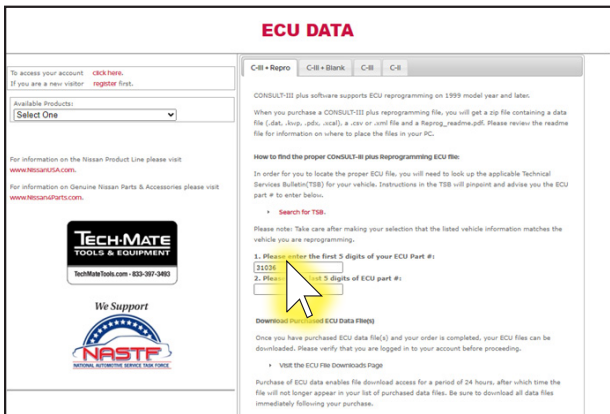 ECU DATA
To access your account click here.
If you are a new visitor register first.
Available Products:
Select One
For information on the Nissan Product Line please visit
www.NissanUSA.com.
For information on Genuine Nissan Parts & Accessories please visit
www.Nissan4Parts.com.
TECH-MATE
TOOLS & EQUIPMENT
TechMateTools.com - 833-397-3493
We Support
NASTF
NATIONAL AUTOMOTIVE SERVICE TASK FORCE
C-III + Repro C-III + Blank C-III C-II
CONSULT-III plus software supports ECU reprogramming on 1999 model year and later.
When you purchase a CONSULT-III plus reprogramming file, you will get a zip file containing a data
file (.dat, .kwp, .pdx, .xcal), a .csv or .xml file and a Reprog_readme.pdf. Please review the readme
file for information on where to place the files in your PC.
How to find the proper CONSULT-III plus Reprogramming ECU file:
In order for you to locate the proper ECU file, you will need to look up the applicable Technical
Services Bulletin(TSB) for your vehicle. Instructions in the TSB will pinpoint and advise you the ECU
part # to enter below.
Search for TSB.
Please note: Take care after making your selection that the listed vehicle information matches the
vehicle you are reprogramming.
1. Please enter the first 5 digits of your ECU Part #:
31036
2. Please last 5 digits of ECU part #:
Download Purchased ECU Data File(s)
Once you have purchased ECU data file(s) and your order is completed, your ECU files can be
downloaded. Please verify that you are logged in to your account before proceeding.
Visit the ECU File Downloads Page
Purchase of ECU data enables file download access for a period of 24 hours, after which time the
file will not longer appear in your list of purchased data files. Be sure to download all data files
immediately following your purchase.